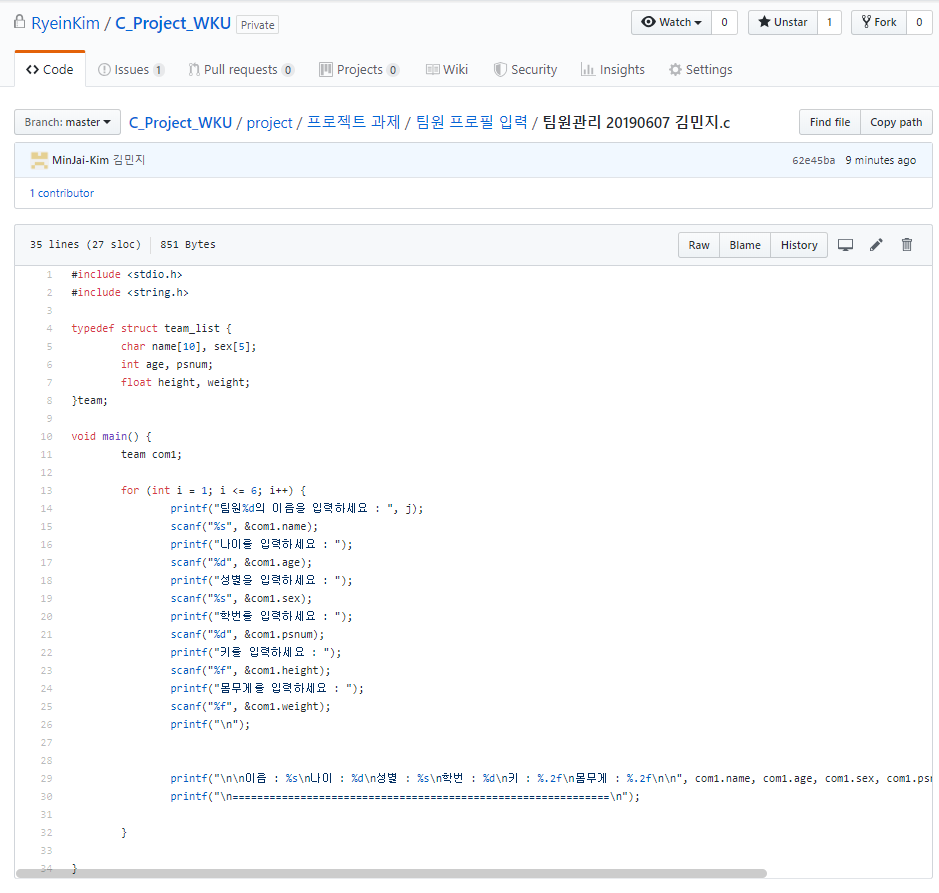 RyeinKim / C_Project_WKU Private Watch 0 Unstar 1 Fork 0
Code Issues 1 Pull requests 0 Projects 0 Wiki Security Insights Settings
Branch: master C_Project_WKU / project / 프로젝트 과제 / 팀원 프로필 입력 / 팀원관리 20190607 김민지.c Find file Copy path
MinJai-Kim 김민지 62e45ba 9 minutes ago
1 contributor
35 lines (27 sloc) 851 Bytes Raw Blame History
1 #include <stdio.h>
2 #include <string.h>
3
4 typedef struct team_list {
5 char name[10], sex[5];
6 int age, psnum;
7 float height, weight;
8 }team;
9
10 void main() {
11 team com1;
12
13 for (int i = 1; i <= 6; i++) {
14 printf("팀원%d의 이름을 입력하세요 : ", j);
15 scanf("%s", &com1.name);
16 printf("나이를 입력하세요 : ");
17 scanf("%d", &com1.age);
18 printf("성별을 입력하세요 : ");
19 scanf("%s", &com1.sex);
20 printf("학번을 입력하세요 : ");
21 scanf("%d", &com1.psnum);
22 printf("키를 입력하세요 : ");
23 scanf("%f", &com1.height);
24 printf("몸무게를 입력하세요 : ");
25 scanf("%f", &com1.weight);
26 printf("\n");
27
28
29 printf("\n\n이름 : %s\n나이 : %d\n성별 : %s\n학번 : %d\n키 : %.2f\n몸무게 : %.2f\n\n", com1.name, com1.age, com1.sex, com1.psn
30 printf("\n=============================================================\n");
31
32 }
33
34 }